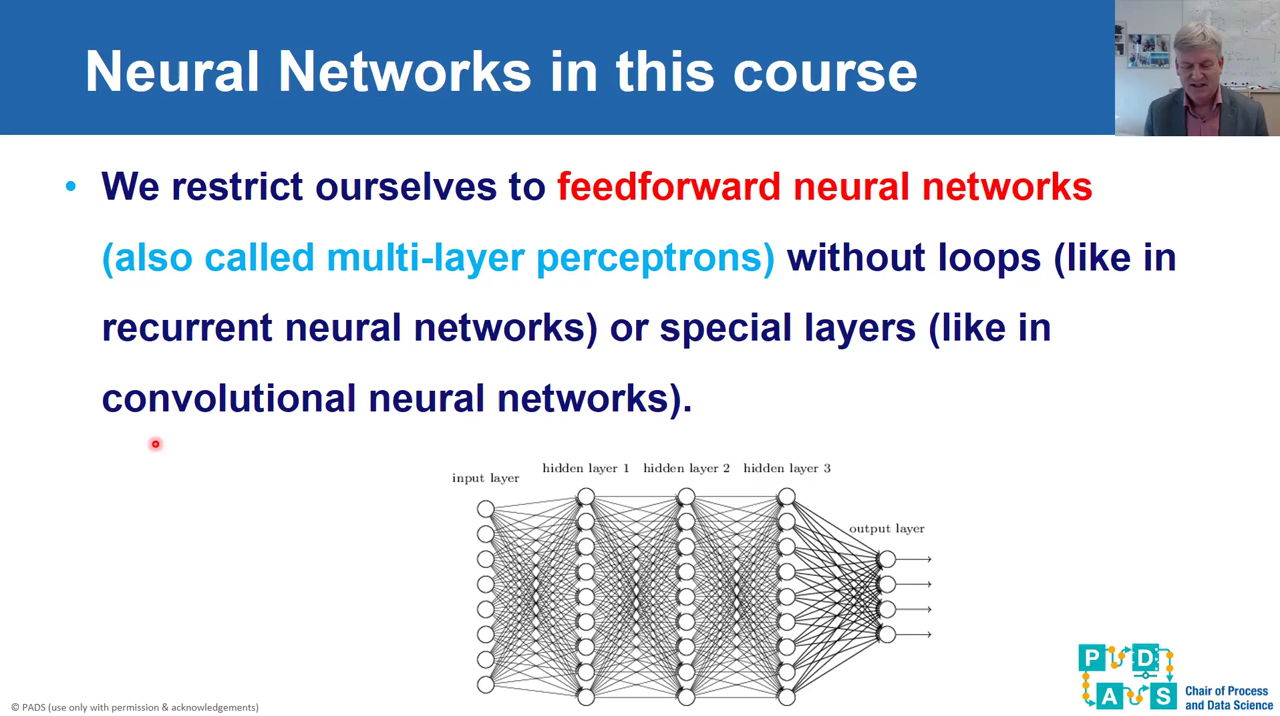 Neural Networks in this course
• We restrict ourselves to feedforward neural networks
(also called multi-layer perceptrons) without loops (like in
recurrent neural networks) or special layers (like in
convolutional neural networks).
input layer
hidden layer 1 hidden layer 2 hidden layer 3
output layer
P D
A S
Chair of Process
and Data Science
© PADS (use only with permission & acknowledgements)